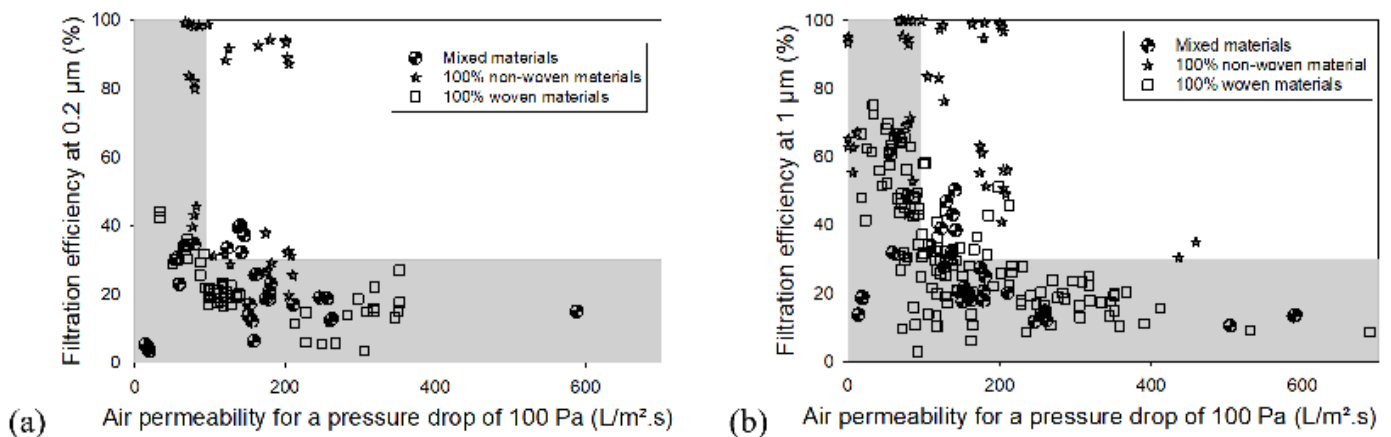 (a)
Filtration efficiency at 0.2 µm (%)
100
80
60
40
20
0
Mixed materials
100% non-woven materials
100% woven materials
0
200
400
600
Air permeability for a pressure drop of 100 Pa (L/m².s)
(b)
Filtration efficiency at 1 µm (%)
100
80
60
40
20
0
Mixed materials
100% non-woven material
100% woven materials
0
200
400
600
Air permeability for a pressure drop of 100 Pa (L/m².s)